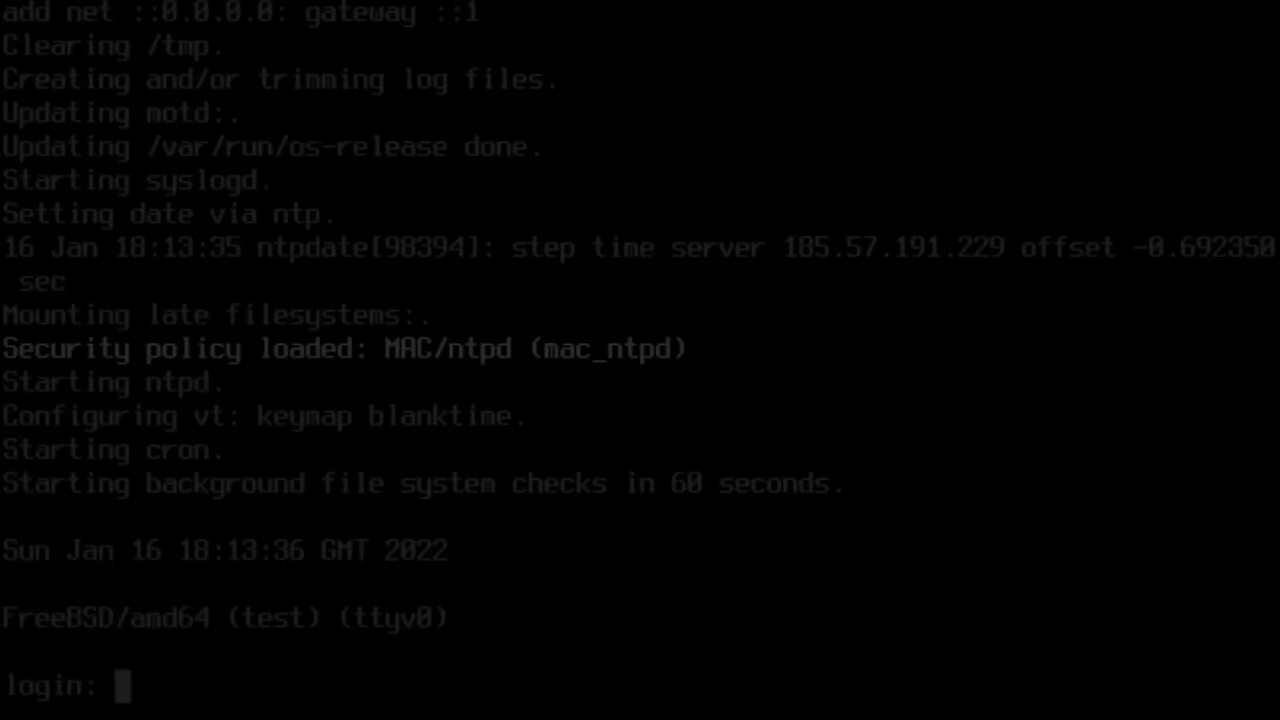 add net ::0.0.0.0: gateway ::1
Clearing /tmp.
Creating and/or trimming log files.
Updating motd:.
Updating /var/run/os-release done.
Starting syslogd.
Setting date via ntp.
16 Jan 18:13:35 ntpdate[98394]: step time server 185.57.191.229 offset -0.692350
 sec
Mounting late filesystems:.
Security policy loaded: MAC/ntpd (mac_ntpd)
Starting ntpd.
Configuring vt: keymap blanktime.
Starting cron.
Starting background file system checks in 60 seconds.
Sun Jan 16 18:13:36 GMT 2022
FreeBSD/amd64 (test) (ttyv0)
login: